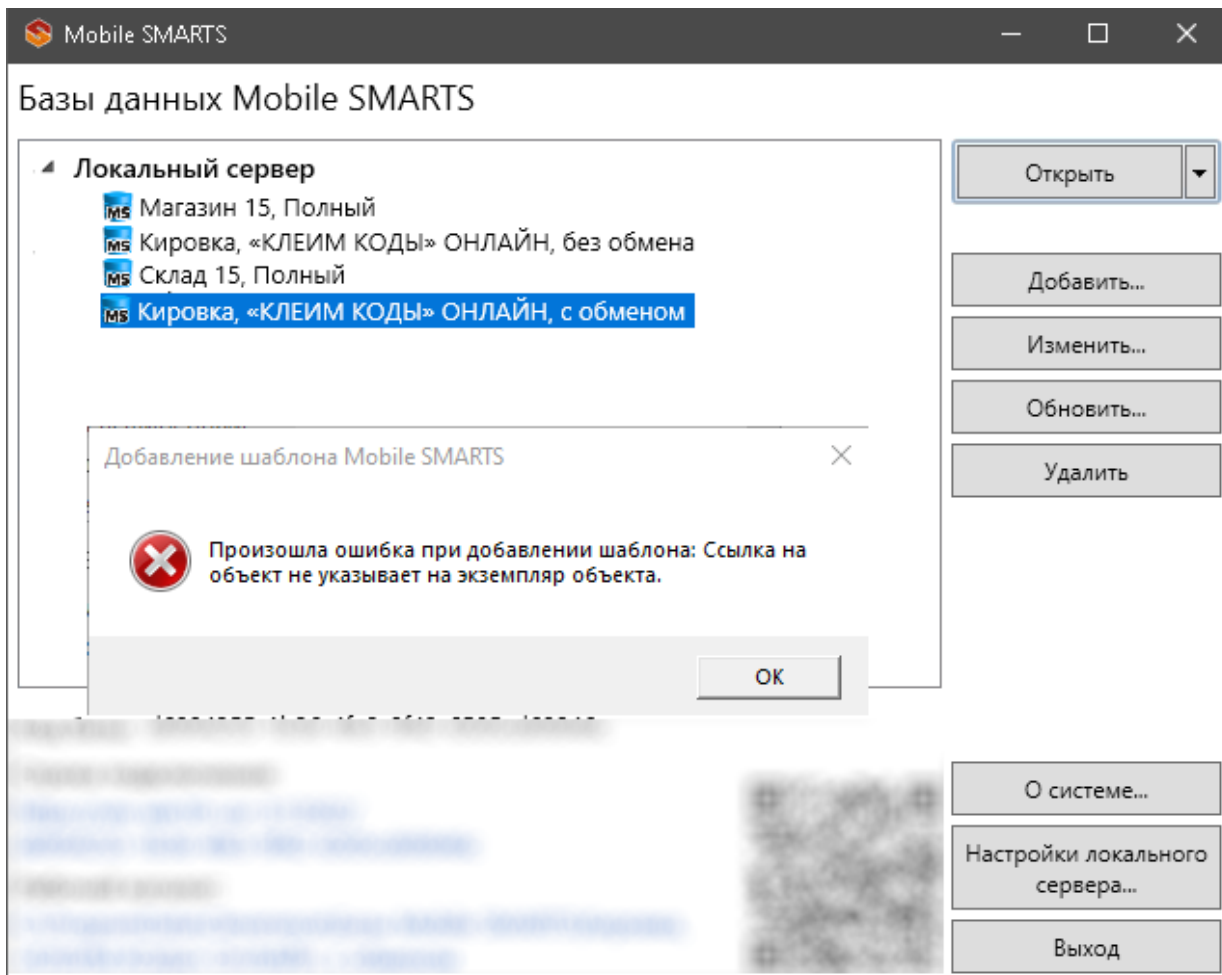 Mobile SMARTS
Базы данных Mobile SMARTS
Локальный сервер
Магазин 15, Полный
Кировка, «КЛЕИМ КОДЫ» ОНЛАЙН, без обмена
Склад 15, Полный
Кировка, «КЛЕИМ КОДЫ» ОНЛАЙН, с обменом
Открыть
Добавить...
Изменить...
Обновить...
Удалить
Добавление шаблона Mobile SMARTS
Произошла ошибка при добавлении шаблона: Ссылка на
объект не указывает на экземпляр объекта.
ОК
О системе...
Настройки локального
сервера...
Выход